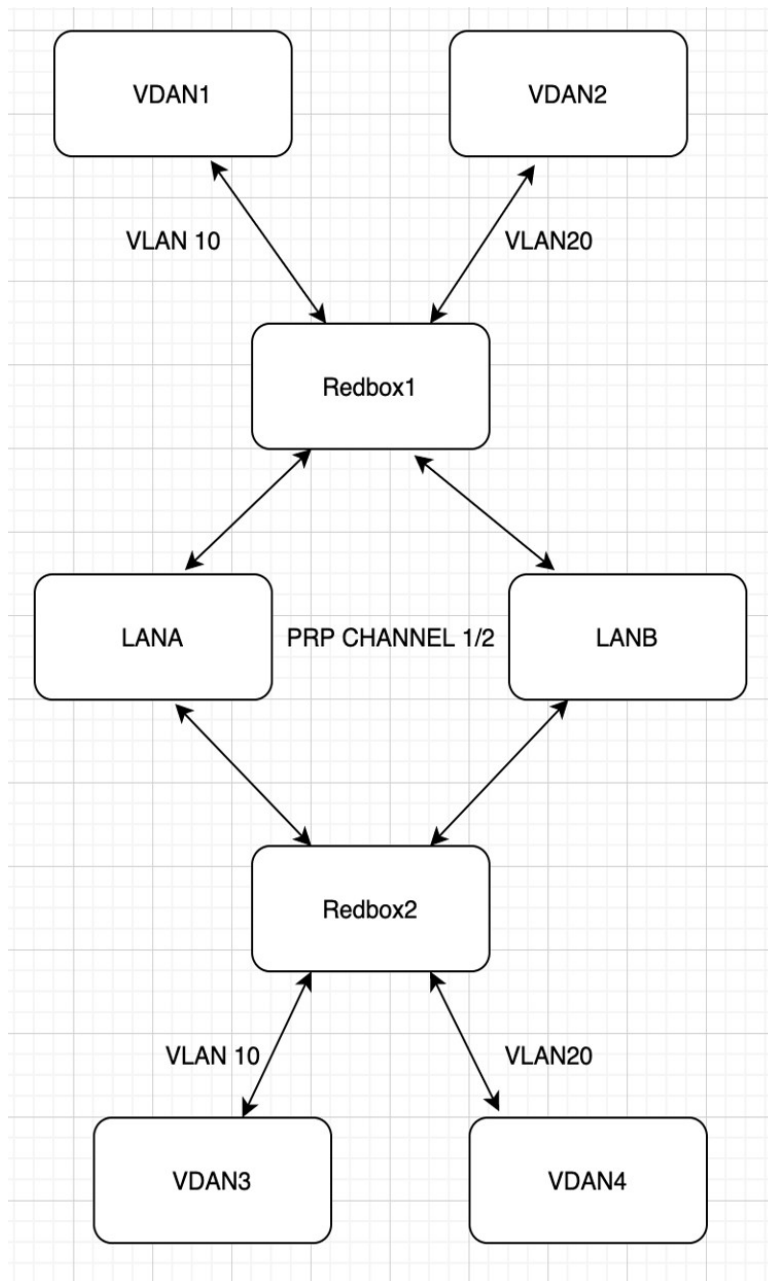 VDAN1
VDAN2
VLAN 10
VLAN20
Redbox1
LANA
PRP CHANNEL 1/2
LANB
Redbox2
VLAN 10
VLAN20
VDAN3
VDAN4